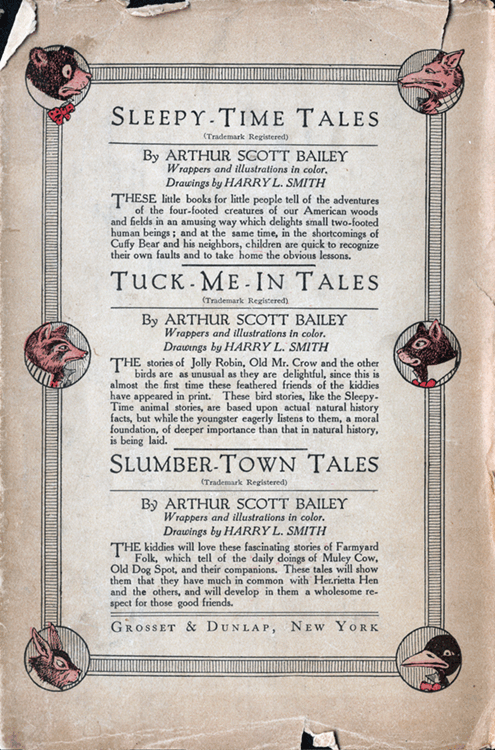 SLEEPY-TIME TALES
(Trademark Registered)
By ARTHUR SCOTT BAILEY
Wrappers and illustrations in color.
Drawings by HARRY L. SMITH
THESE little books for little people tell of the adventures
of the four-footed creatures of our American woods
and fields in an amusing way which delights small two-footed
human beings; and at the same time, in the shortcomings of
Cuffy Bear and his neighbors, children are quick to recognize
their own faults and to take home the obvious lessons.
TUCK-ME-IN TALES
(Trademark Registered)
By ARTHUR SCOTT BAILEY
Wrappers and illustrations in color.
Drawings by HARRY L. SMITH
THE stories of Jolly Robin, Old Mr. Crow and the other
birds are as unusual as they are delightful, since this is
almost the first time these feathered friends of the kiddies
have appeared in print. These bird stories, like the Sleepy-
Time animal stories, are based upon actual natural history
facts, but while the youngster eagerly listens to them, a moral
foundation, of deeper importance than that in natural history,
is being laid.
SLUMBER-TOWN TALES
(Trademark Registered)
By ARTHUR SCOTT BAILEY
Wrappers and illustrations in color.
Drawings by HARRY L. SMITH
THE kiddies will love these fascinating stories of Farmyard
Folk, which tell of the daily doings of Muley Cow,
Old Dog Spot, and their companions. These tales will show
them that they have much in common with Henrietta Hen
and the others, and will develop in them a wholesome re-
spect for those good friends.
GROSSET & DUNLAP, NEW YORK